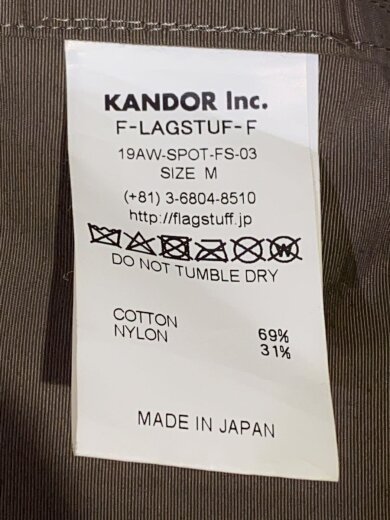 KANDOR Inc.
F-LAGSTUF-F
19AW-SPOT-FS-03
SIZE M
(+81) 3-6804-8510
http://flagstuff.jp
DO NOT TUMBLE DRY
COTTON 69%
NYLON 31%
MADE IN JAPAN